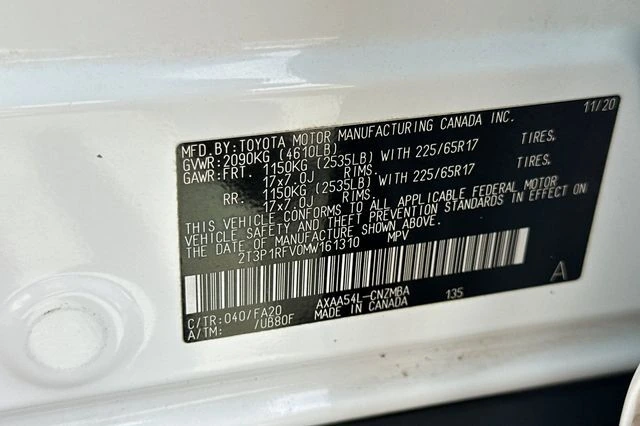 11/20
MFD.BY:TOYOTA MOTOR MANUFACTURING CANADA INC.
GVWR:2090KG (4610LB)
GAWR:FRT. 1150KG (2535LB) WITH 225/65R17 TIRES.
17x7.0J RIMS.
RR. 1150KG (2535LB) WITH 225/65R17 TIRES.
17x7.0J RIMS.
THIS VEHICLE CONFORMS TO ALL APPLICABLE FEDERAL MOTOR
VEHICLE SAFETY AND THEFT PREVENTION STANDARDS IN EFFECT ON
THE DATE OF MANUFACTURE SHOWN ABOVE.
2T3P1RFV0MW161310 MPV
A
C/TR:040/FA20 AXAA54L-CNZMBA 135
A/TM: /UB80F MADE IN CANADA